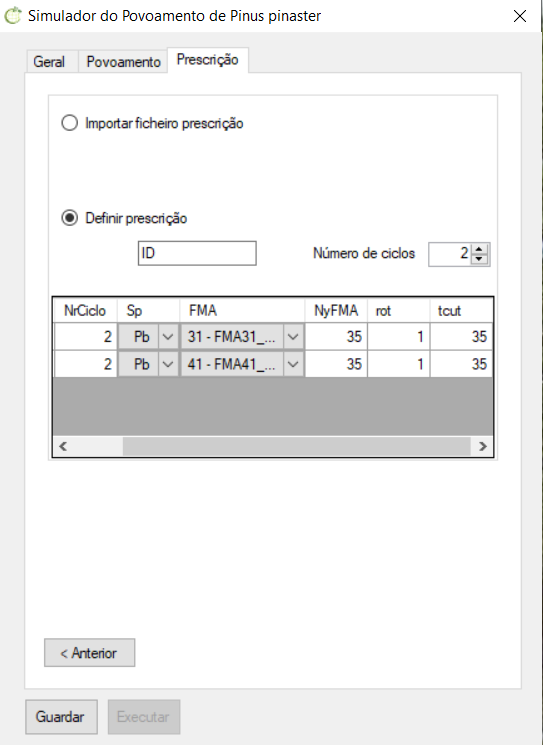 Simulador do Povoamento de Pinus pinaster
Geral Povoamento Prescrição
Importar ficheiro prescrição
Definir prescrição
ID Número de ciclos 2
NrCiclo Sp FMA NyFMA rot tcut
2 Pb 31 - FMA31_... 35 1 35
2 Pb 41 - FMA41_... 35 1 35
< Anterior
Guardar Executar